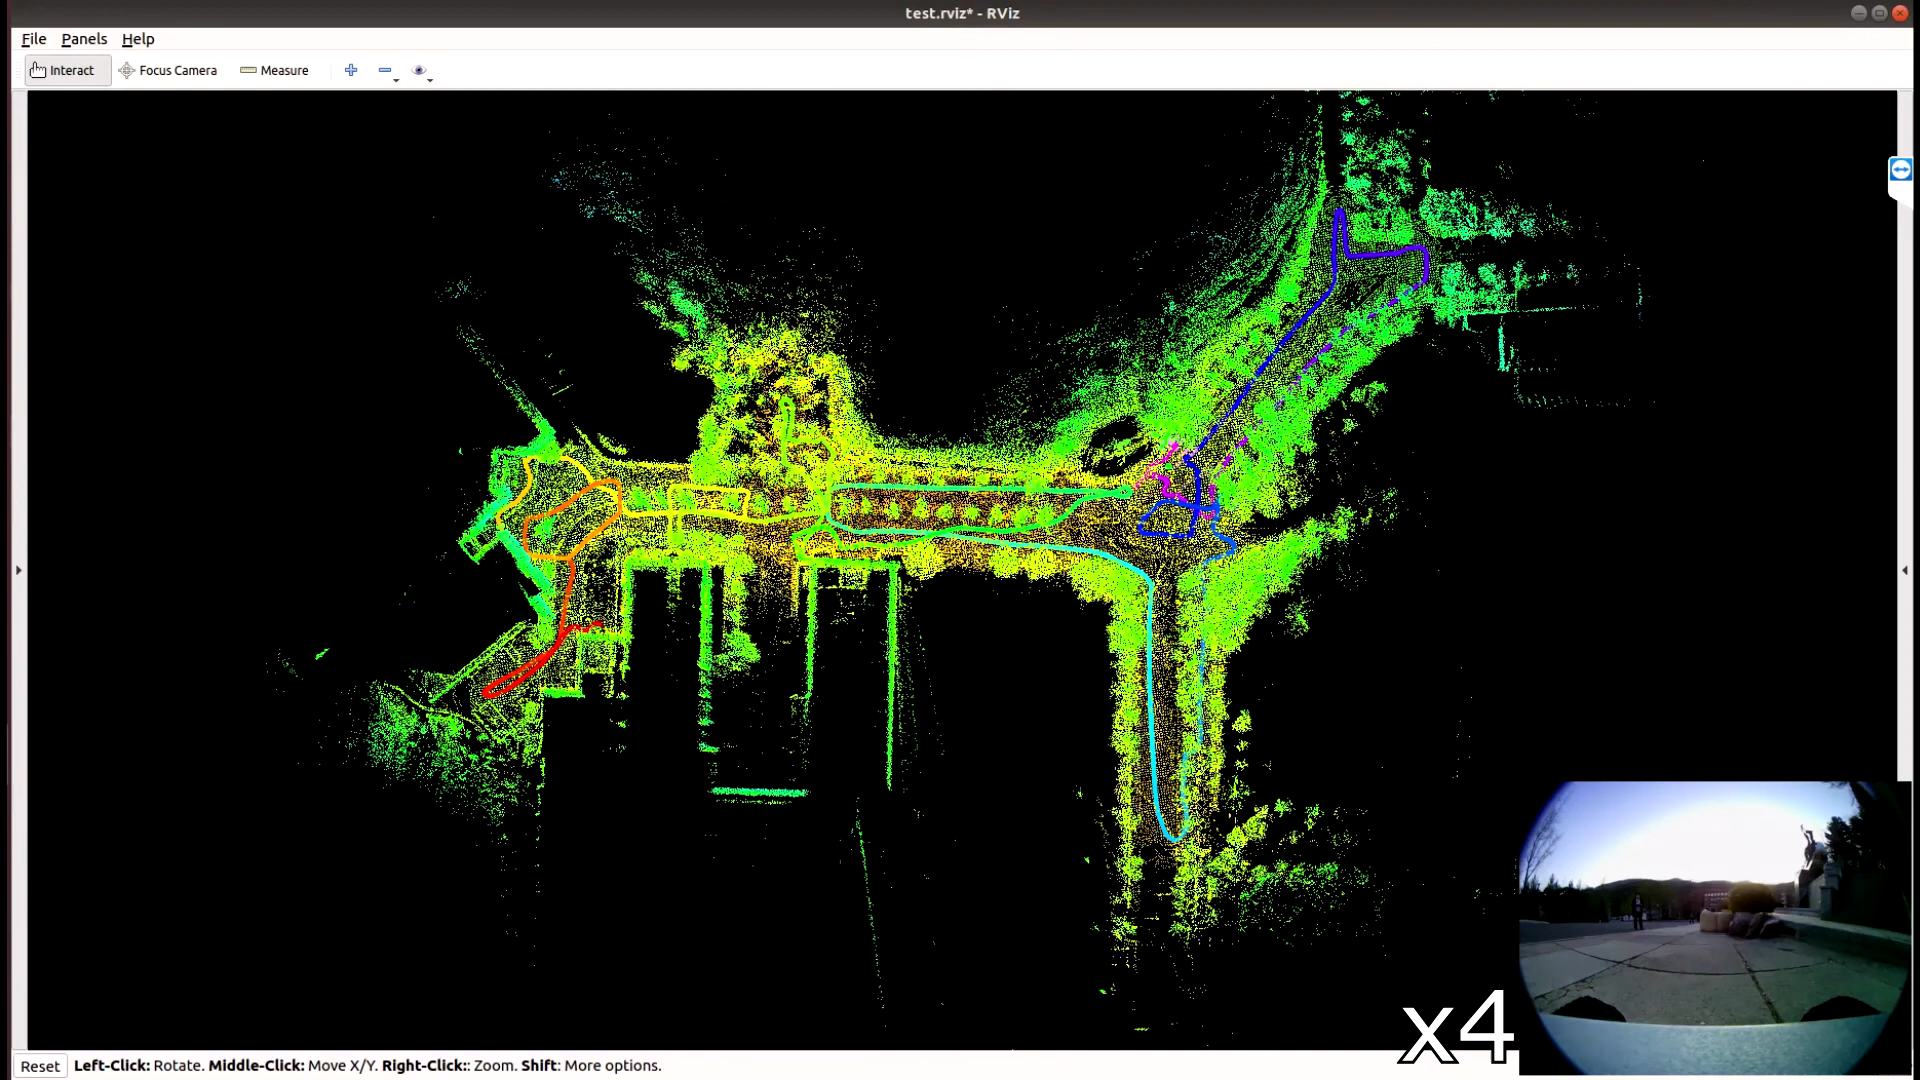 test.rviz* - RViz
File Panels Help
Interact Focus Camera Measure
x4
Reset Left-Click: Rotate. Middle-Click: Move X/Y. Right-Click:: Zoom. Shift: More options.